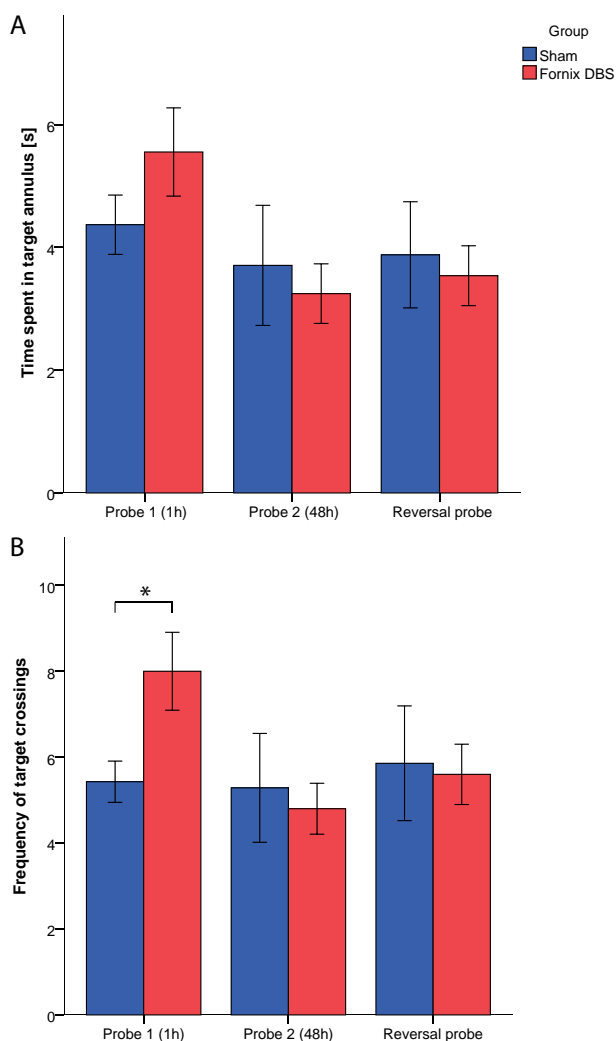 A
Group
Sham
Fornix DBS
Time spent in target annulus [s]
6
4
2
0
Probe 1 (1h) Probe 2 (48h) Reversal probe
B
*
Frequency of target crossings
10
8
6
4
2
0
Probe 1 (1h) Probe 2 (48h) Reversal probe